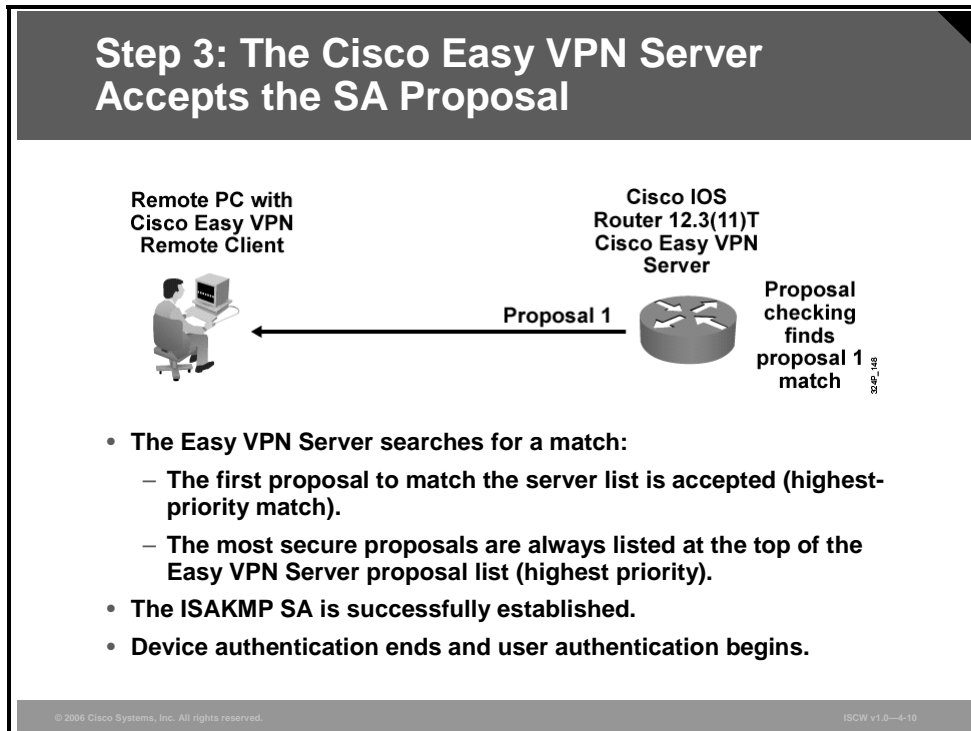 Step 3: The Cisco Easy VPN Server
Accepts the SA Proposal
Remote PC with
Cisco Easy VPN
Remote Client
Cisco IOS
Router 12.3(11)T
Cisco Easy VPN
Server
Proposal 1
Proposal
checking
finds
proposal 1
match
324P_148
• The Easy VPN Server searches for a match:
– The first proposal to match the server list is accepted (highest-
priority match).
– The most secure proposals are always listed at the top of the
Easy VPN Server proposal list (highest priority).
• The ISAKMP SA is successfully established.
• Device authentication ends and user authentication begins.
© 2006 Cisco Systems, Inc. All rights reserved.
ISCW v1.0—4-10